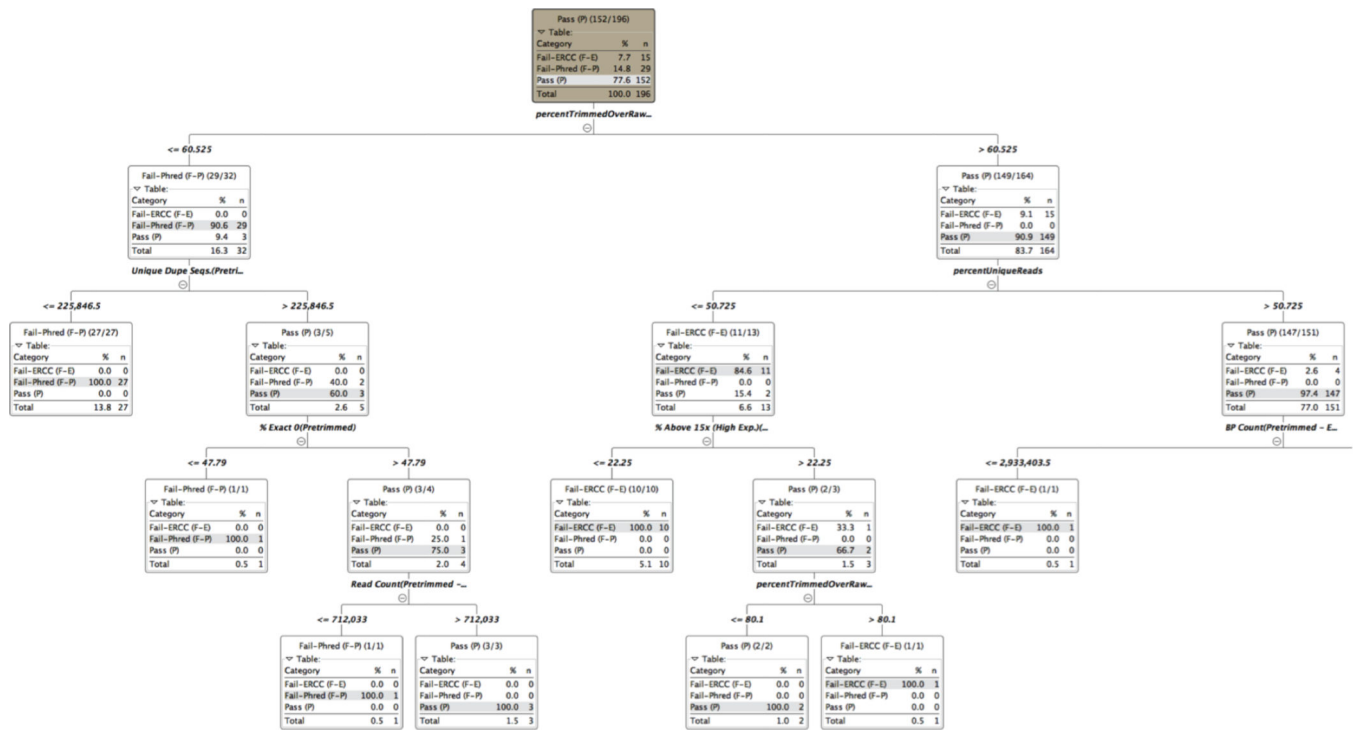 Pass (P) (152/196)
▽ Table:
Category % n
Fail-ERCC (F-E) 7.7 15
Fail-Phred (F-P) 14.8 29
Pass (P) 77.6 152
Total 100.0 196
percentTrimmedOverRaw...
<= 60.525
> 60.525
Fail-Phred (F-P) (29/32)
▽ Table:
Category % n
Fail-ERCC (F-E) 0.0 0
Fail-Phred (F-P) 90.6 29
Pass (P) 9.4 3
Total 16.3 32
Unique Dupe Seqs.(Pretri...
Pass (P) (149/164)
▽ Table:
Category % n
Fail-ERCC (F-E) 9.1 15
Fail-Phred (F-P) 0.0 0
Pass (P) 90.9 149
Total 83.7 164
percentUniqueReads
<= 225,846.5
> 225,846.5
<= 50.725
> 50.725
Fail-Phred (F-P) (27/27)
▽ Table:
Category % n
Fail-ERCC (F-E) 0.0 0
Fail-Phred (F-P) 100.0 27
Pass (P) 0.0 0
Total 13.8 27
Pass (P) (3/5)
▽ Table:
Category % n
Fail-ERCC (F-E) 0.0 0
Fail-Phred (F-P) 40.0 2
Pass (P) 60.0 3
Total 2.6 5
% Exact 0(Pretrimmed)
Fail-ERCC (F-E) (11/13)
▽ Table:
Category % n
Fail-ERCC (F-E) 84.6 11
Fail-Phred (F-P) 0.0 0
Pass (P) 15.4 2
Total 6.6 13
% Above 15x (High Exp.)(...
Pass (P) (147/151)
▽ Table:
Category % n
Fail-ERCC (F-E) 2.6 4
Fail-Phred (F-P) 0.0 0
Pass (P) 97.4 147
Total 77.0 151
BP Count(Pretrimmed - E...
<= 47.79
> 47.79
<= 22.25
> 22.25
<= 2,933,403.5
Fail-Phred (F-P) (1/1)
▽ Table:
Category % n
Fail-ERCC (F-E) 0.0 0
Fail-Phred (F-P) 100.0 1
Pass (P) 0.0 0
Total 0.5 1
Pass (P) (3/4)
▽ Table:
Category % n
Fail-ERCC (F-E) 0.0 0
Fail-Phred (F-P) 25.0 1
Pass (P) 75.0 3
Total 2.0 4
Read Count(Pretrimmed -...
Fail-ERCC (F-E) (10/10)
▽ Table:
Category % n
Fail-ERCC (F-E) 100.0 10
Fail-Phred (F-P) 0.0 0
Pass (P) 0.0 0
Total 5.1 10
Pass (P) (2/3)
▽ Table:
Category % n
Fail-ERCC (F-E) 33.3 1
Fail-Phred (F-P) 0.0 0
Pass (P) 66.7 2
Total 1.5 3
percentTrimmedOverRaw...
Fail-ERCC (F-E) (1/1)
▽ Table:
Category % n
Fail-ERCC (F-E) 100.0 1
Fail-Phred (F-P) 0.0 0
Pass (P) 0.0 0
Total 0.5 1
<= 712,033
> 712,033
<= 80.1
> 80.1
Fail-Phred (F-P) (1/1)
▽ Table:
Category % n
Fail-ERCC (F-E) 0.0 0
Fail-Phred (F-P) 100.0 1
Pass (P) 0.0 0
Total 0.5 1
Pass (P) (3/3)
▽ Table:
Category % n
Fail-ERCC (F-E) 0.0 0
Fail-Phred (F-P) 0.0 0
Pass (P) 100.0 3
Total 1.5 3
Pass (P) (2/2)
▽ Table:
Category % n
Fail-ERCC (F-E) 0.0 0
Fail-Phred (F-P) 0.0 0
Pass (P) 100.0 2
Total 1.0 2
Fail-ERCC (F-E) (1/1)
▽ Table:
Category % n
Fail-ERCC (F-E) 100.0 1
Fail-Phred (F-P) 0.0 0
Pass (P) 0.0 0
Total 0.5 1